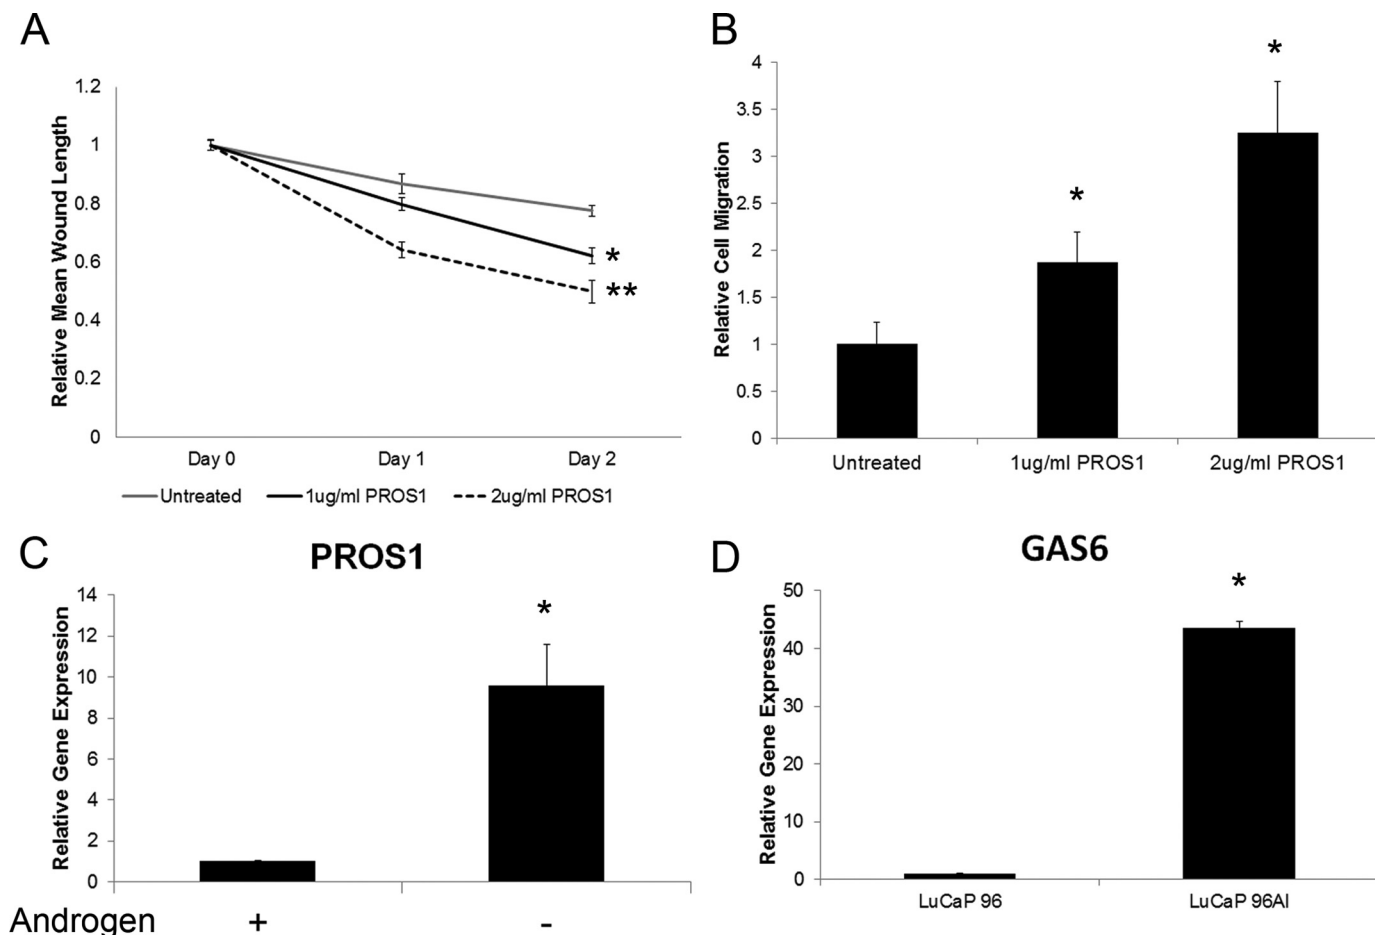 A
Relative Mean Wound Length
1.2
1
0.8
0.6
0.4
0.2
0
*
**
Day 0 Day 1 Day 2
Untreated 1ug/ml PROS1 2ug/ml PROS1
B
Relative Cell Migration
4
3.5
3
2.5
2
1.5
1
0.5
0
*
*
Untreated 1ug/ml PROS1 2ug/ml PROS1
C
PROS1
Relative Gene Expression
14
12
10
8
6
4
2
0
*
Androgen + -
D
GAS6
Relative Gene Expression
50
40
30
20
10
0
*
LuCaP 96 LuCaP 96AI